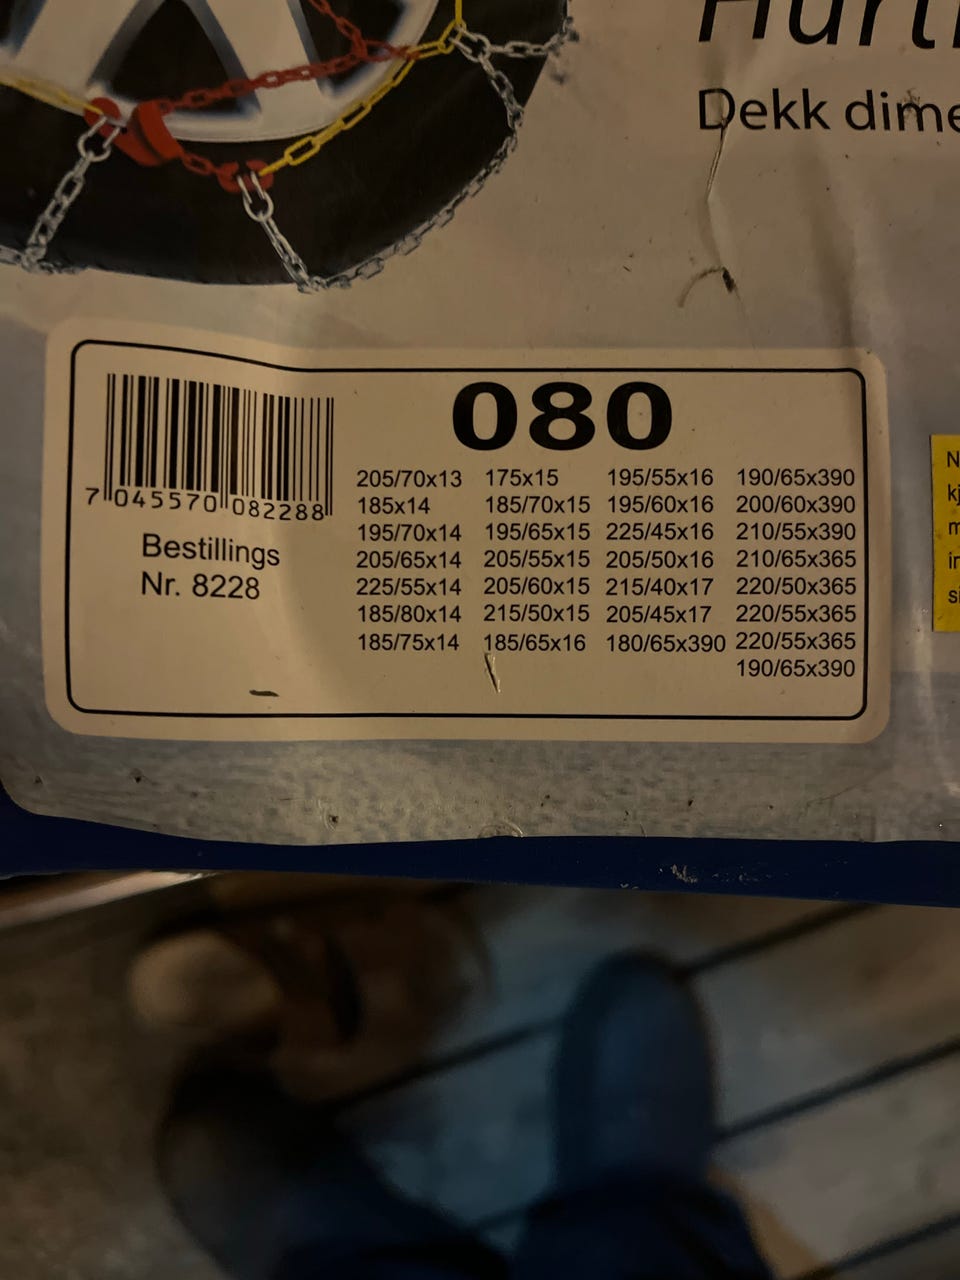 Dekk
080
7 045570 082288
Bestillings
Nr. 8228
205/70x13 175x15 195/55x16 190/65x390
185x14 185/70x15 195/60x16 200/60x390
195/70x14 195/65x15 225/45x16 210/55x390
205/65x14 205/55x15 205/50x16 210/65x365
225/55x14 205/60x15 215/40x17 220/50x365
185/80x14 215/50x15 205/45x17 220/55x365
185/75x14 185/65x16 180/65x390 220/55x365
190/65x390